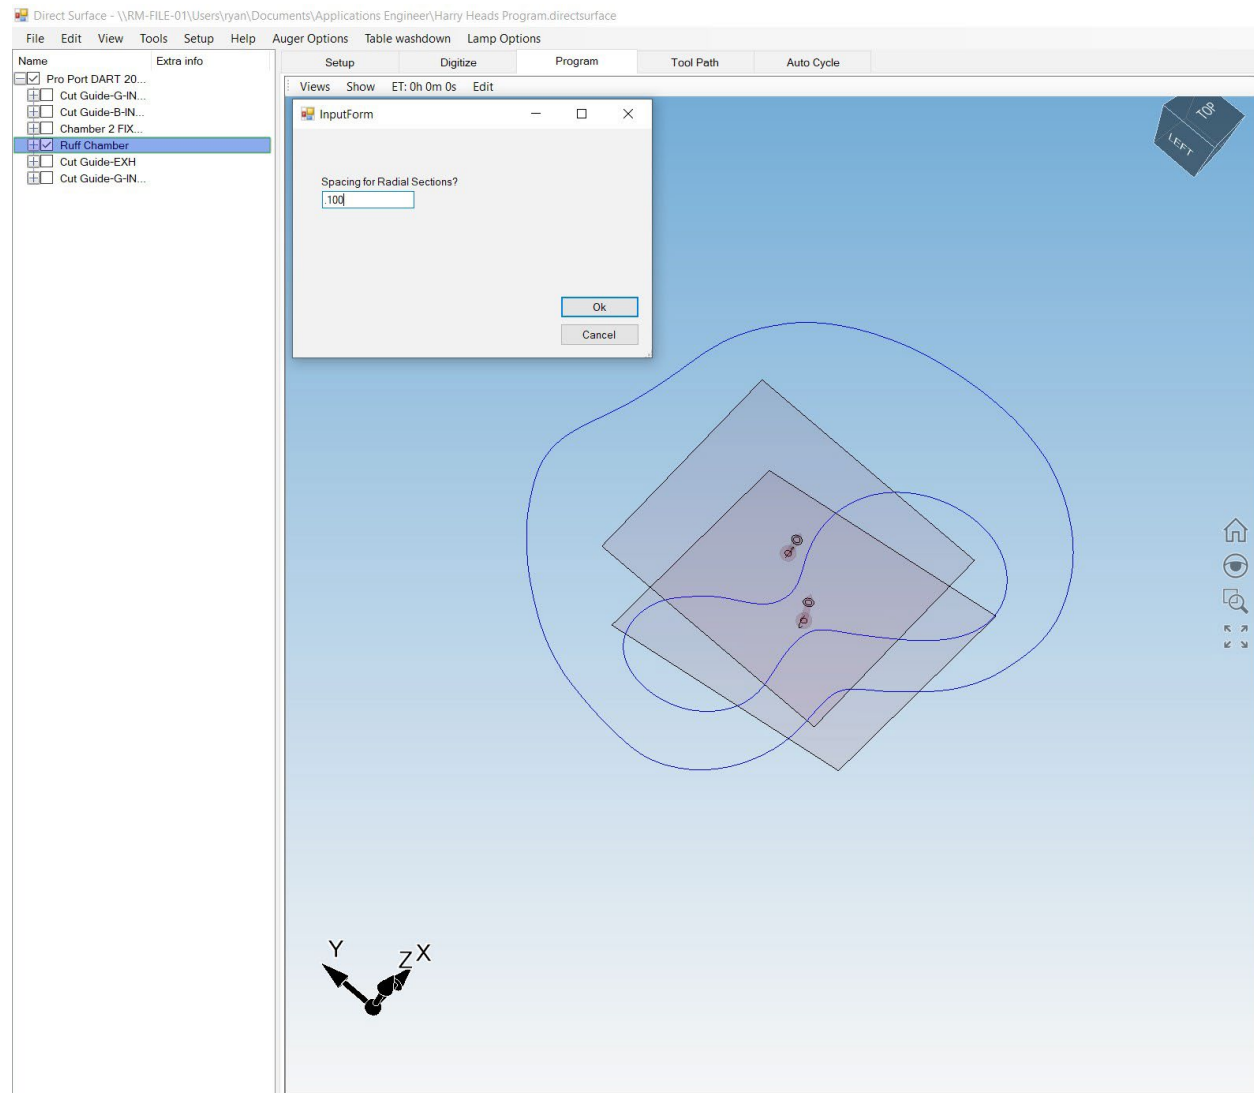 Direct Surface - \\RM-FILE-01\Users\ryan\Documents\Applications Engineer\Harry Heads Program.directsurface
File Edit View Tools Setup Help Auger Options Table washdown Lamp Options
Name Extra info
Setup Digitize Program Tool Path Auto Cycle
Pro Port DART 20...
Cut Guide-G-IN...
Cut Guide-B-IN...
Chamber 2 FIX...
Ruff Chamber
Cut Guide-EXH
Cut Guide-G-IN...
Views Show ET: 0h 0m 0s Edit
InputForm
Spacing for Radial Sections?
.100
Ok
Cancel
TOP
LEFT
Y
Z
X